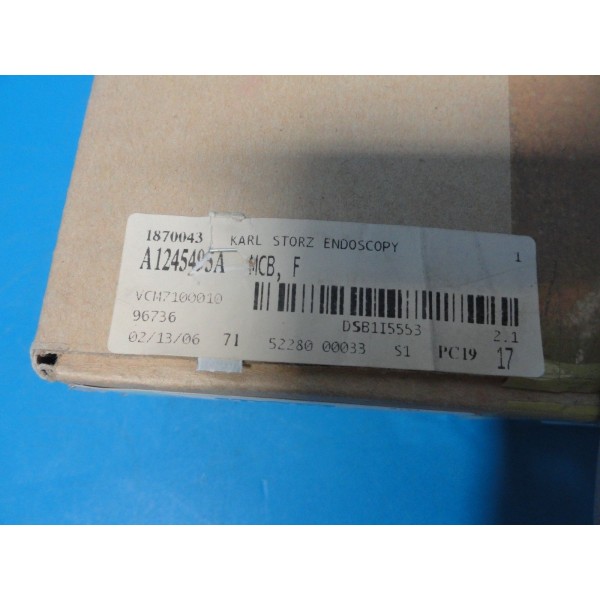 1870043 KARL STORZ ENDOSCOPY 1
A1245495A MCB, F
VCM7100010
96736 DSB1I5553 2.1
02/13/06 71 52280 00033 S1 PC19 17